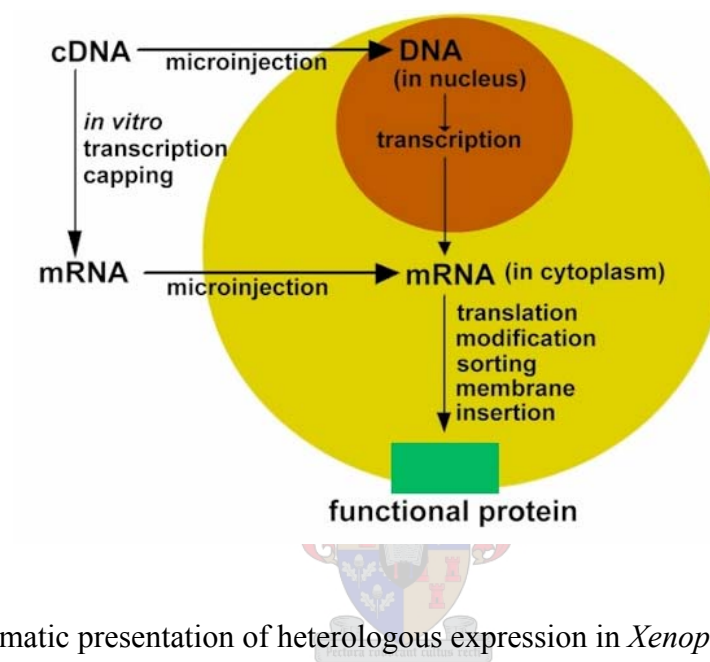 cDNA
microinjection
DNA
(in nucleus)
in vitro
transcription
capping
transcription
mRNA
microinjection
mRNA (in cytoplasm)
translation
modification
sorting
membrane
insertion
functional protein
matic presentation of heterologous expression in Xenop